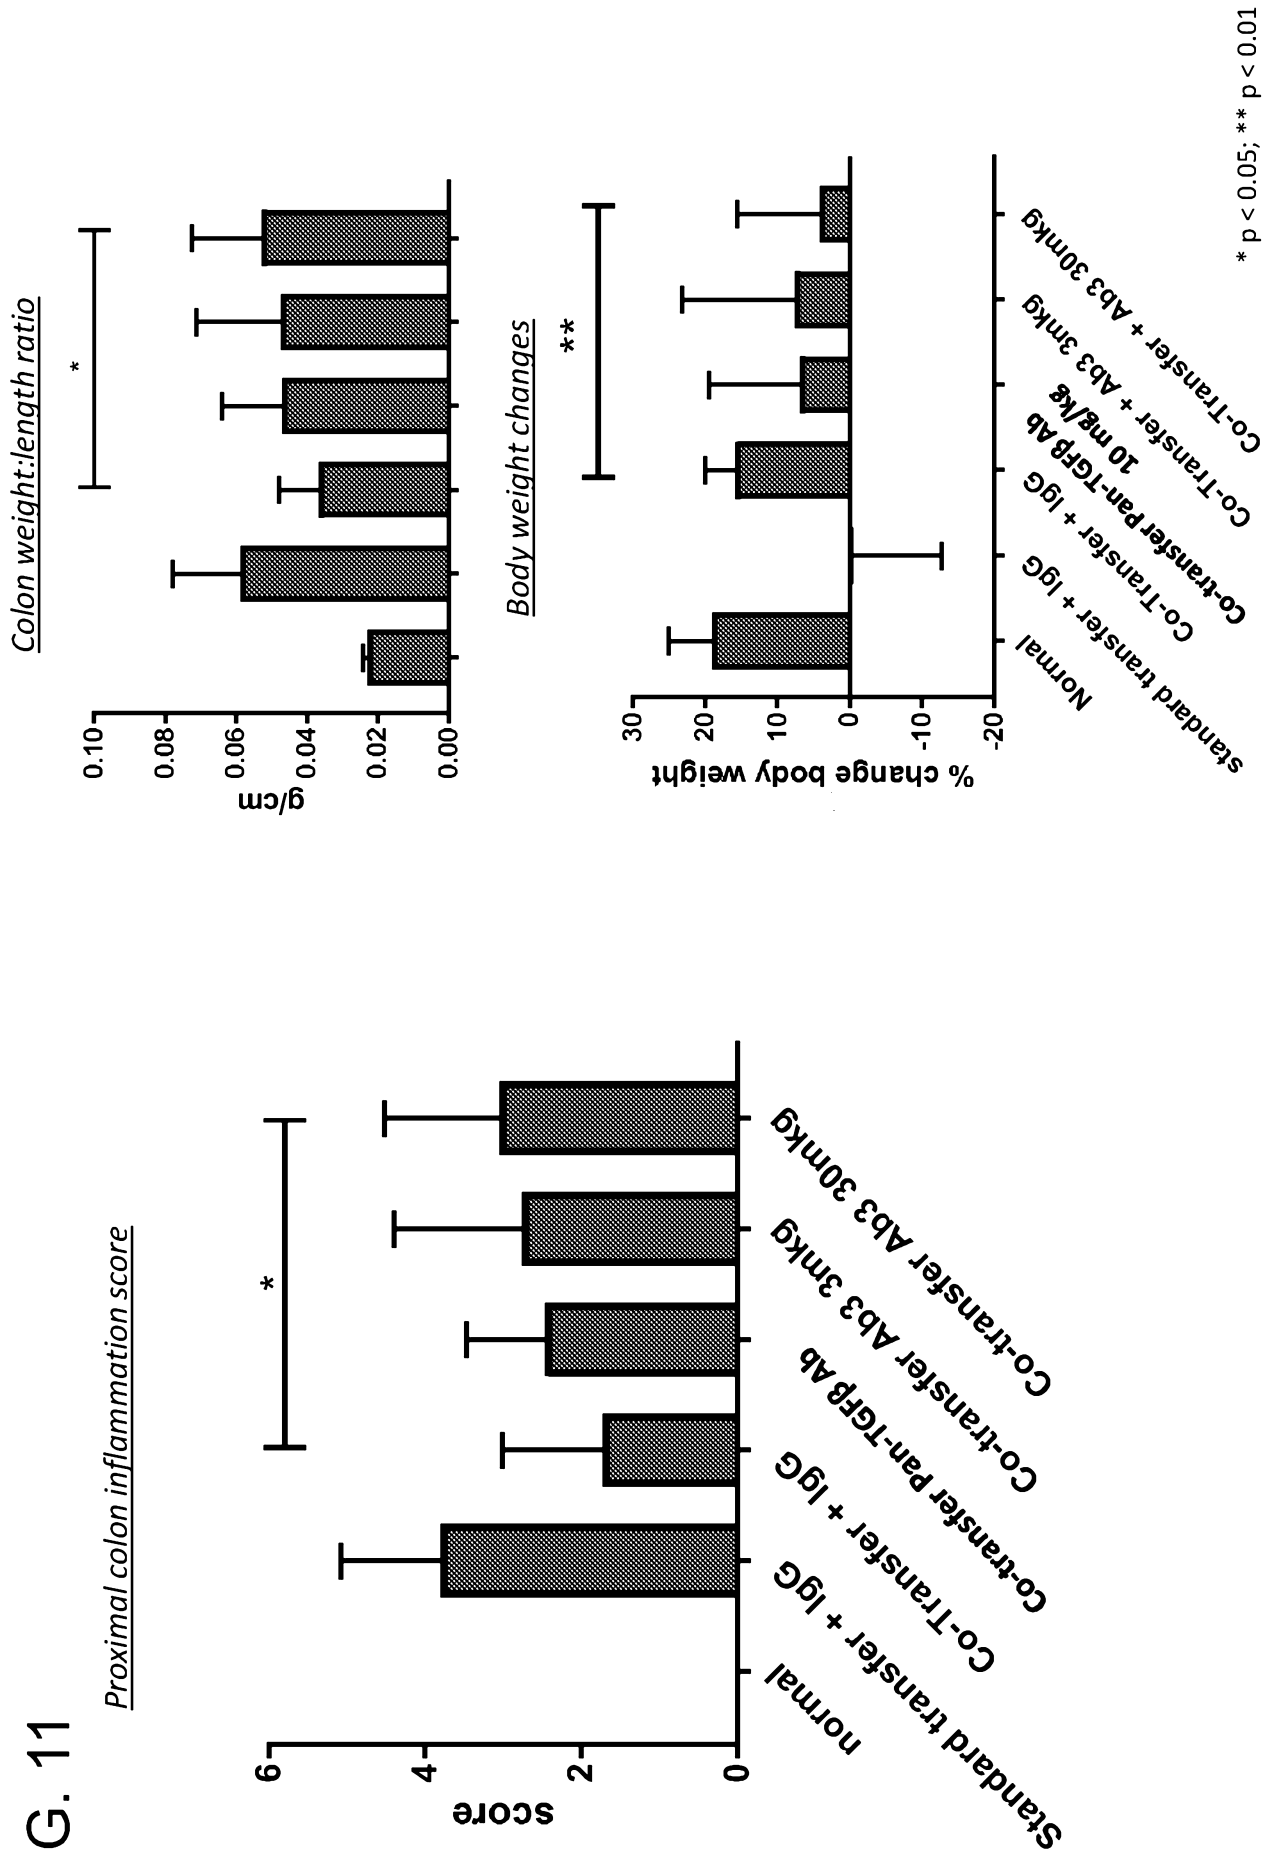 G. 11
Proximal colon inflammation score
score
6
4
2
0
*
normal
Standard transfer + IgG
Co-Transfer + IgG
Co-transfer Pan-TGFβ Ab
Co-transfer Ab3 3mkg
Co-transfer Ab3 30mkg
Colon weight:length ratio
g/cm
0.10
0.08
0.06
0.04
0.02
0.00
*
Body weight changes
% change body weight
30
20
10
0
-10
-20
**
Normal
standard transfer + IgG
Co-Transfer + IgG
Co-transfer Pan-TGFβ Ab
10 mg/kg
Co-Transfer + Ab3 3mkg
Co-Transfer + Ab3 30mkg
* p < 0.05; ** p < 0.01